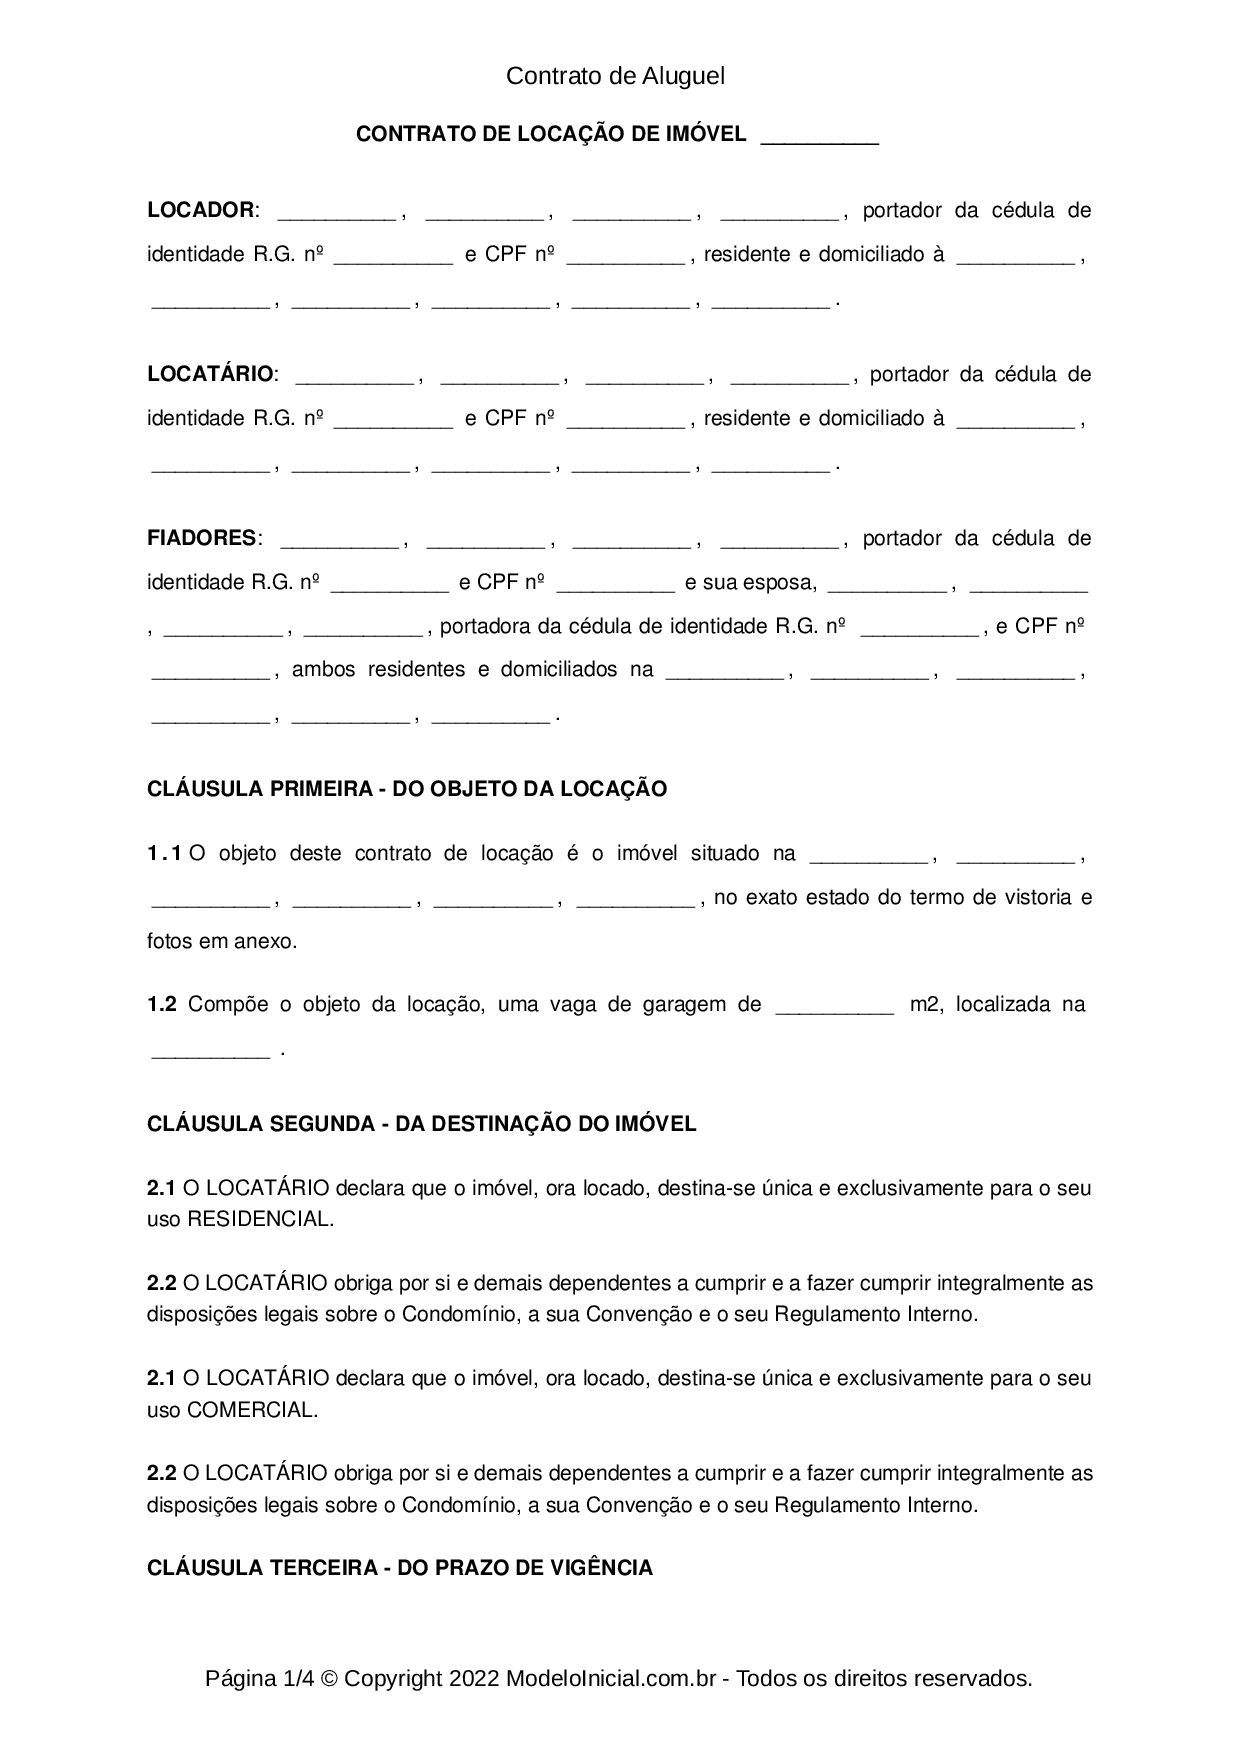 Contrato de Aluguel
CONTRATO DE LOCAÇÃO DE IMÓVEL __________
LOCADOR: __________, __________, __________, __________, portador da cédula de
identidade R.G. nº __________ e CPF nº __________, residente e domiciliado à __________,
__________, __________, __________, __________, __________.
LOCATÁRIO: __________, __________, __________, __________, portador da cédula de
identidade R.G. nº __________ e CPF nº __________, residente e domiciliado à __________,
__________, __________, __________, __________, __________.
FIADORES: __________, __________, __________, __________, portador da cédula de
identidade R.G. nº __________ e CPF nº __________ e sua esposa, __________, __________
, __________, __________, portadora da cédula de identidade R.G. nº __________, e CPF nº
__________, ambos residentes e domiciliados na __________, __________, __________,
__________, __________, __________.
CLÁUSULA PRIMEIRA - DO OBJETO DA LOCAÇÃO
1.1 O objeto deste contrato de locação é o imóvel situado na __________, __________,
__________, __________, __________, __________, no exato estado do termo de vistoria e
fotos em anexo.
1.2 Compõe o objeto da locação, uma vaga de garagem de __________ m2, localizada na
__________ .
CLÁUSULA SEGUNDA - DA DESTINAÇÃO DO IMÓVEL
2.1 O LOCATÁRIO declara que o imóvel, ora locado, destina-se única e exclusivamente para o seu
uso RESIDENCIAL.
2.2 O LOCATÁRIO obriga por si e demais dependentes a cumprir e a fazer cumprir integralmente as
disposições legais sobre o Condomínio, a sua Convenção e o seu Regulamento Interno.
2.1 O LOCATÁRIO declara que o imóvel, ora locado, destina-se única e exclusivamente para o seu
uso COMERCIAL.
2.2 O LOCATÁRIO obriga por si e demais dependentes a cumprir e a fazer cumprir integralmente as
disposições legais sobre o Condomínio, a sua Convenção e o seu Regulamento Interno.
CLÁUSULA TERCEIRA - DO PRAZO DE VIGÊNCIA
Página 1/4 © Copyright 2022 ModeloInicial.com.br - Todos os direitos reservados.